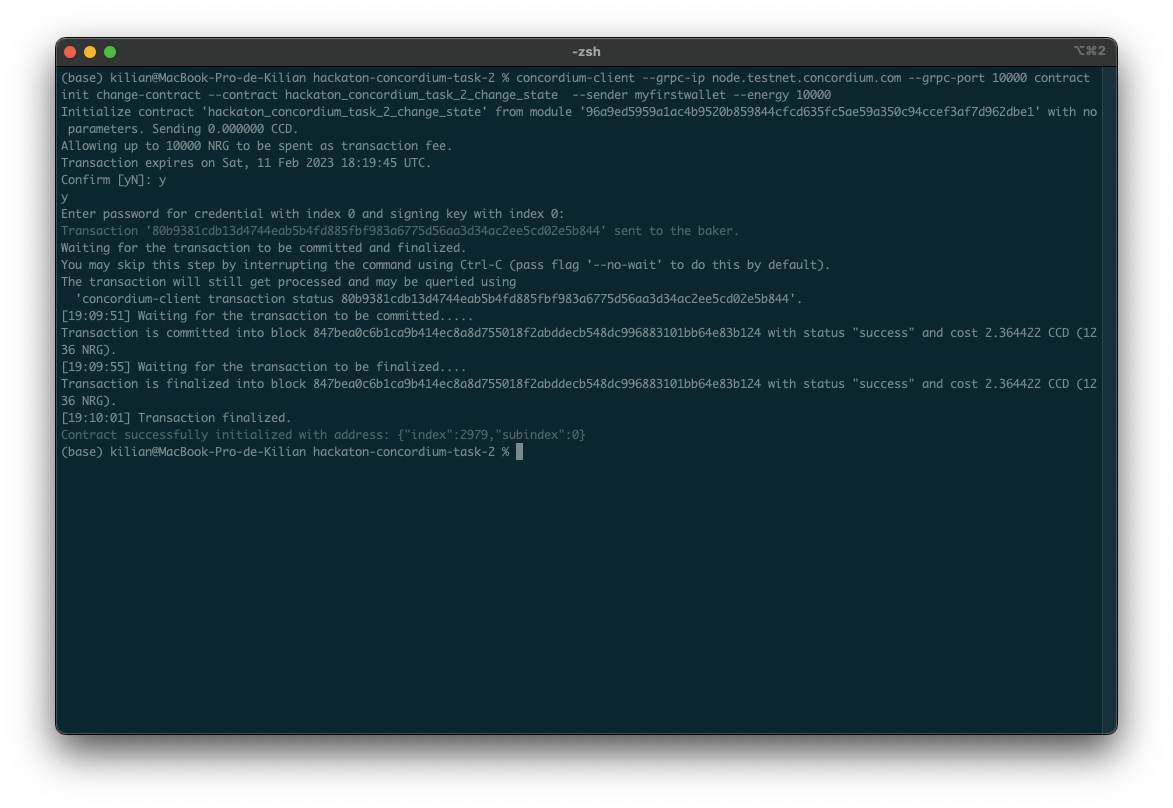 -zsh
⌥⌘2
(base) kilian@MacBook-Pro-de-Kilian hackaton-concordium-task-2 % concordium-client --grpc-ip node.testnet.concordium.com --grpc-port 10000 contract
init change-contract --contract hackaton_concordium_task_2_change_state  --sender myfirstwallet --energy 10000
Initialize contract 'hackaton_concordium_task_2_change_state' from module '96a9ed5959a1ac4b9520b859844cfcd635fc5ae59a350c94ccef3af7d962dbe1' with no
 parameters. Sending 0.000000 CCD.
Allowing up to 10000 NRG to be spent as transaction fee.
Transaction expires on Sat, 11 Feb 2023 18:19:45 UTC.
Confirm [yN]: y
y
Enter password for credential with index 0 and signing key with index 0:
Transaction '80b9381cdb13d4744eab5b4fd885fbf983a6775d56aa3d34ac2ee5cd02e5b844' sent to the baker.
Waiting for the transaction to be committed and finalized.
You may skip this step by interrupting the command using Ctrl-C (pass flag '--no-wait' to do this by default).
The transaction will still get processed and may be queried using
  'concordium-client transaction status 80b9381cdb13d4744eab5b4fd885fbf983a6775d56aa3d34ac2ee5cd02e5b844'.
[19:09:51] Waiting for the transaction to be committed.....
Transaction is committed into block 847bea0c6b1ca9b414ec8a8d755018f2abddecb548dc996883101bb64e83b124 with status "success" and cost 2.364422 CCD (12
36 NRG).
[19:09:55] Waiting for the transaction to be finalized....
Transaction is finalized into block 847bea0c6b1ca9b414ec8a8d755018f2abddecb548dc996883101bb64e83b124 with status "success" and cost 2.364422 CCD (12
36 NRG).
[19:10:01] Transaction finalized.
Contract successfully initialized with address: {"index":2979,"subindex":0}
(base) kilian@MacBook-Pro-de-Kilian hackaton-concordium-task-2 %